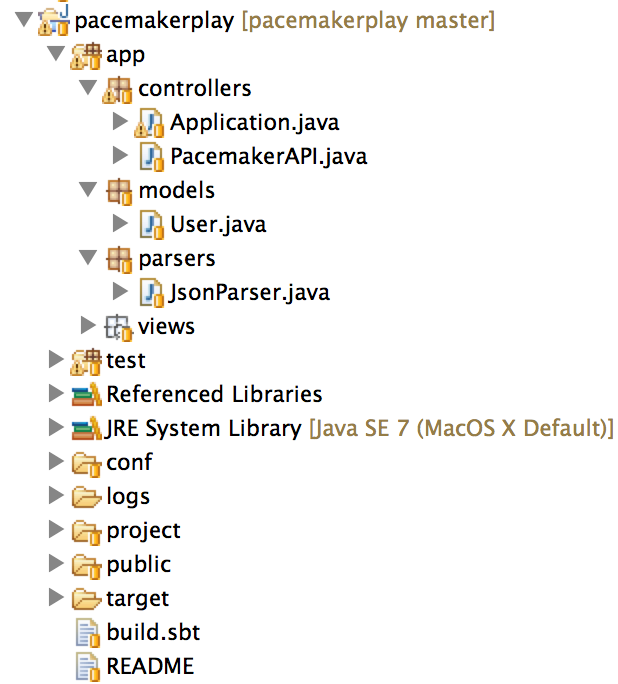 pacemakerplay [pacemakerplay master]
app
controllers
Application.java
PacemakerAPI.java
models
User.java
parsers
JsonParser.java
views
test
Referenced Libraries
JRE System Library [Java SE 7 (MacOS X Default)]
conf
logs
project
public
target
build.sbt
README